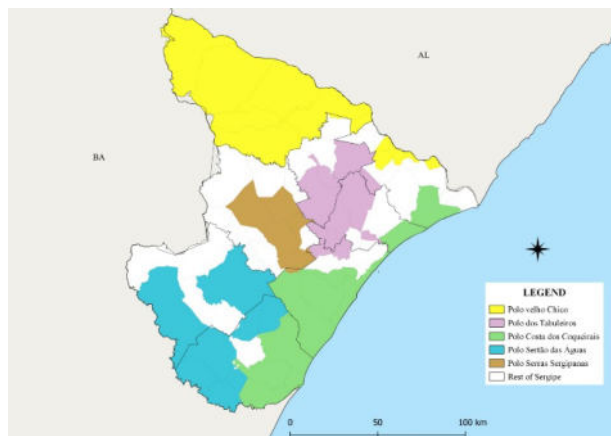 AL
BA
LEGEND
Polo velho Chico
Polo dos Tabuleiros
Polo Costa dos Coqueirais
Polo Sertão das Águas
Polo Serras Sergipanas
Rest of Sergipe
0 50 100 km